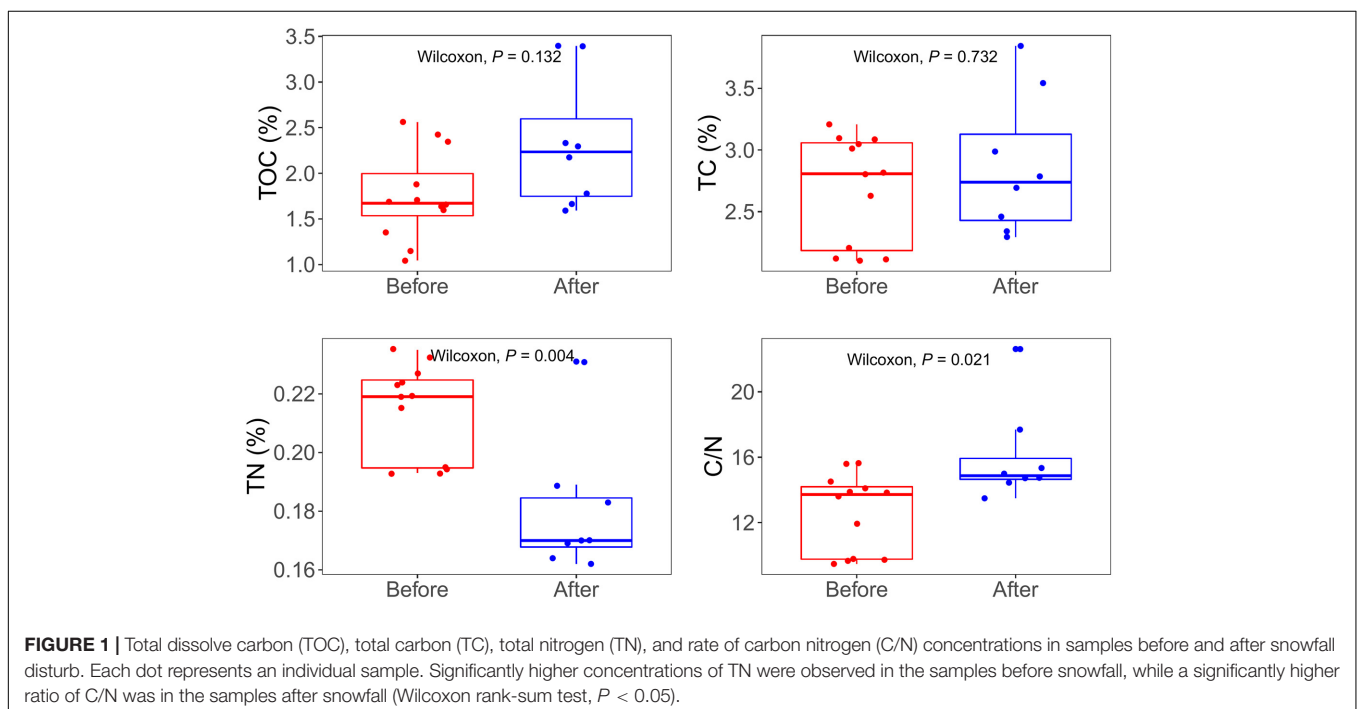 3.5
3.0
2.5
2.0
1.5
1.0
TOC (%)
Wilcoxon, P = 0.132
Before After
3.5
3.0
2.5
TC (%)
Wilcoxon, P = 0.732
Before After
0.22
0.20
0.18
0.16
TN (%)
Wilcoxon, P = 0.004
Before After
20
16
12
C/N
Wilcoxon, P = 0.021
Before After
FIGURE 1 | Total dissolve carbon (TOC), total carbon (TC), total nitrogen (TN), and rate of carbon nitrogen (C/N) concentrations in samples before and after snowfall
disturb. Each dot represents an individual sample. Significantly higher concentrations of TN were observed in the samples before snowfall, while a significantly higher
ratio of C/N was in the samples after snowfall (Wilcoxon rank-sum test, P < 0.05).